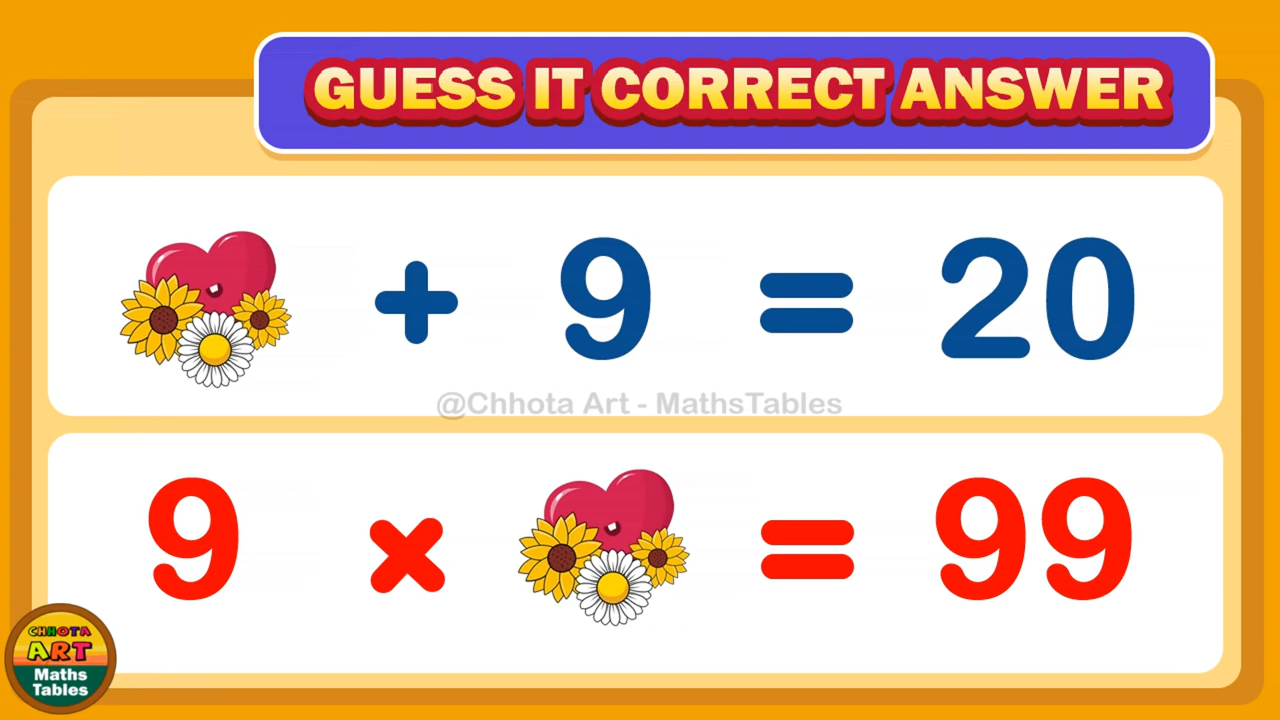 GUESS IT CORRECT ANSWER
+ 9 = 20
@Chhota Art - MathsTables
9 × = 99
CHHOTA
ART
Maths
Tables